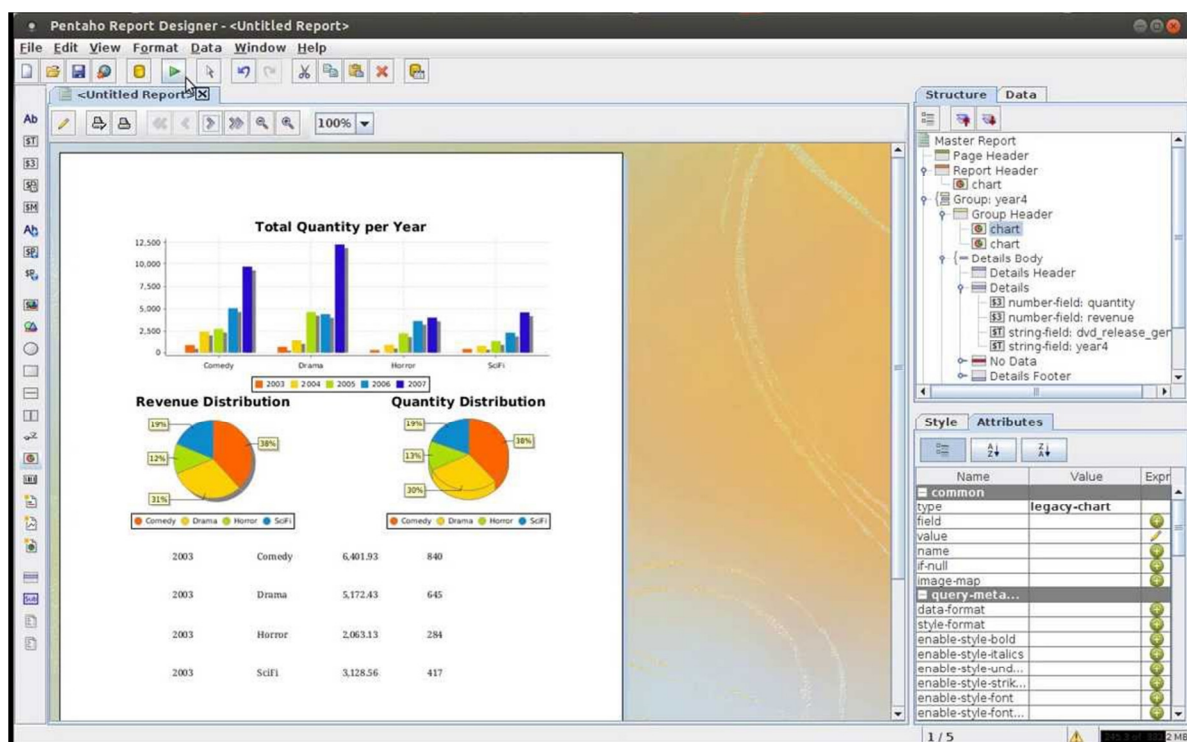 Pentaho Report Designer - <Untitled Report>
File Edit View Format Data Window Help
<Untitled Report>
100%
Total Quantity per Year
12,500
10,000
7,500
5,000
2,500
0
Comedy Drama Horror SciFi
2003 2004 2005 2006 2007
Revenue Distribution
19%
38%
12%
31%
Comedy Drama Horror SciFi
Quantity Distribution
19%
38%
13%
30%
Comedy Drama Horror SciFi
2003 Comedy 6,401.93 840
2003 Drama 5,172.43 645
2003 Horror 2,063.13 284
2003 SciFi 3,128.56 417
Structure Data
Master Report
Page Header
Report Header
chart
Group: year4
Group Header
chart
chart
Details Body
Details Header
Details
number-field: quantity
number-field: revenue
string-field: dvd_release_gen
string-field: year4
No Data
Details Footer
Style Attributes
Name Value Expr
common
type legacy-chart
field
value
name
if-null
image-map
query-meta...
data-format
style-format
enable-style-bold
enable-style-italics
enable-style-und...
enable-style-strik...
enable-style-font
enable-style-font...
1 / 5